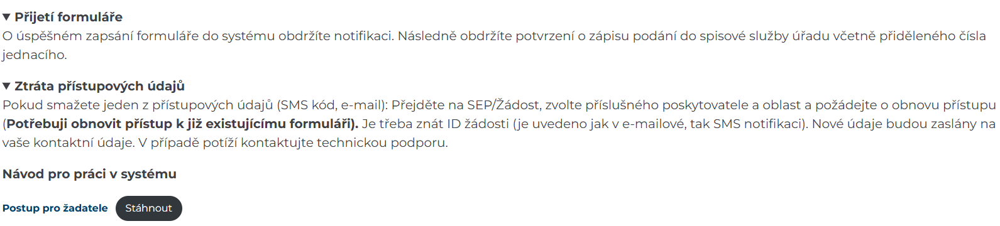 ▼ Přijetí formuláře
O úspěšném zapsání formuláře do systému obdržíte notifikaci. Následně obdržíte potvrzení o zápisu podání do spisové služby úřadu včetně přiděleného čísla
jednacího.
▼ Ztráta přístupových údajů
Pokud smažete jeden z přístupových údajů (SMS kód, e-mail): Přejděte na SEP/Žádost, zvolte příslušného poskytovatele a oblast a požádejte o obnovu přístupu
(Potřebuji obnovit přístup k již existujícímu formuláři). Je třeba znát ID žádosti (je uvedeno jak v e-mailové, tak SMS notifikaci). Nové údaje budou zaslány na
vaše kontaktní údaje. V případě potíží kontaktujte technickou podporu.
Návod pro práci v systému
Postup pro žadatele Stáhnout